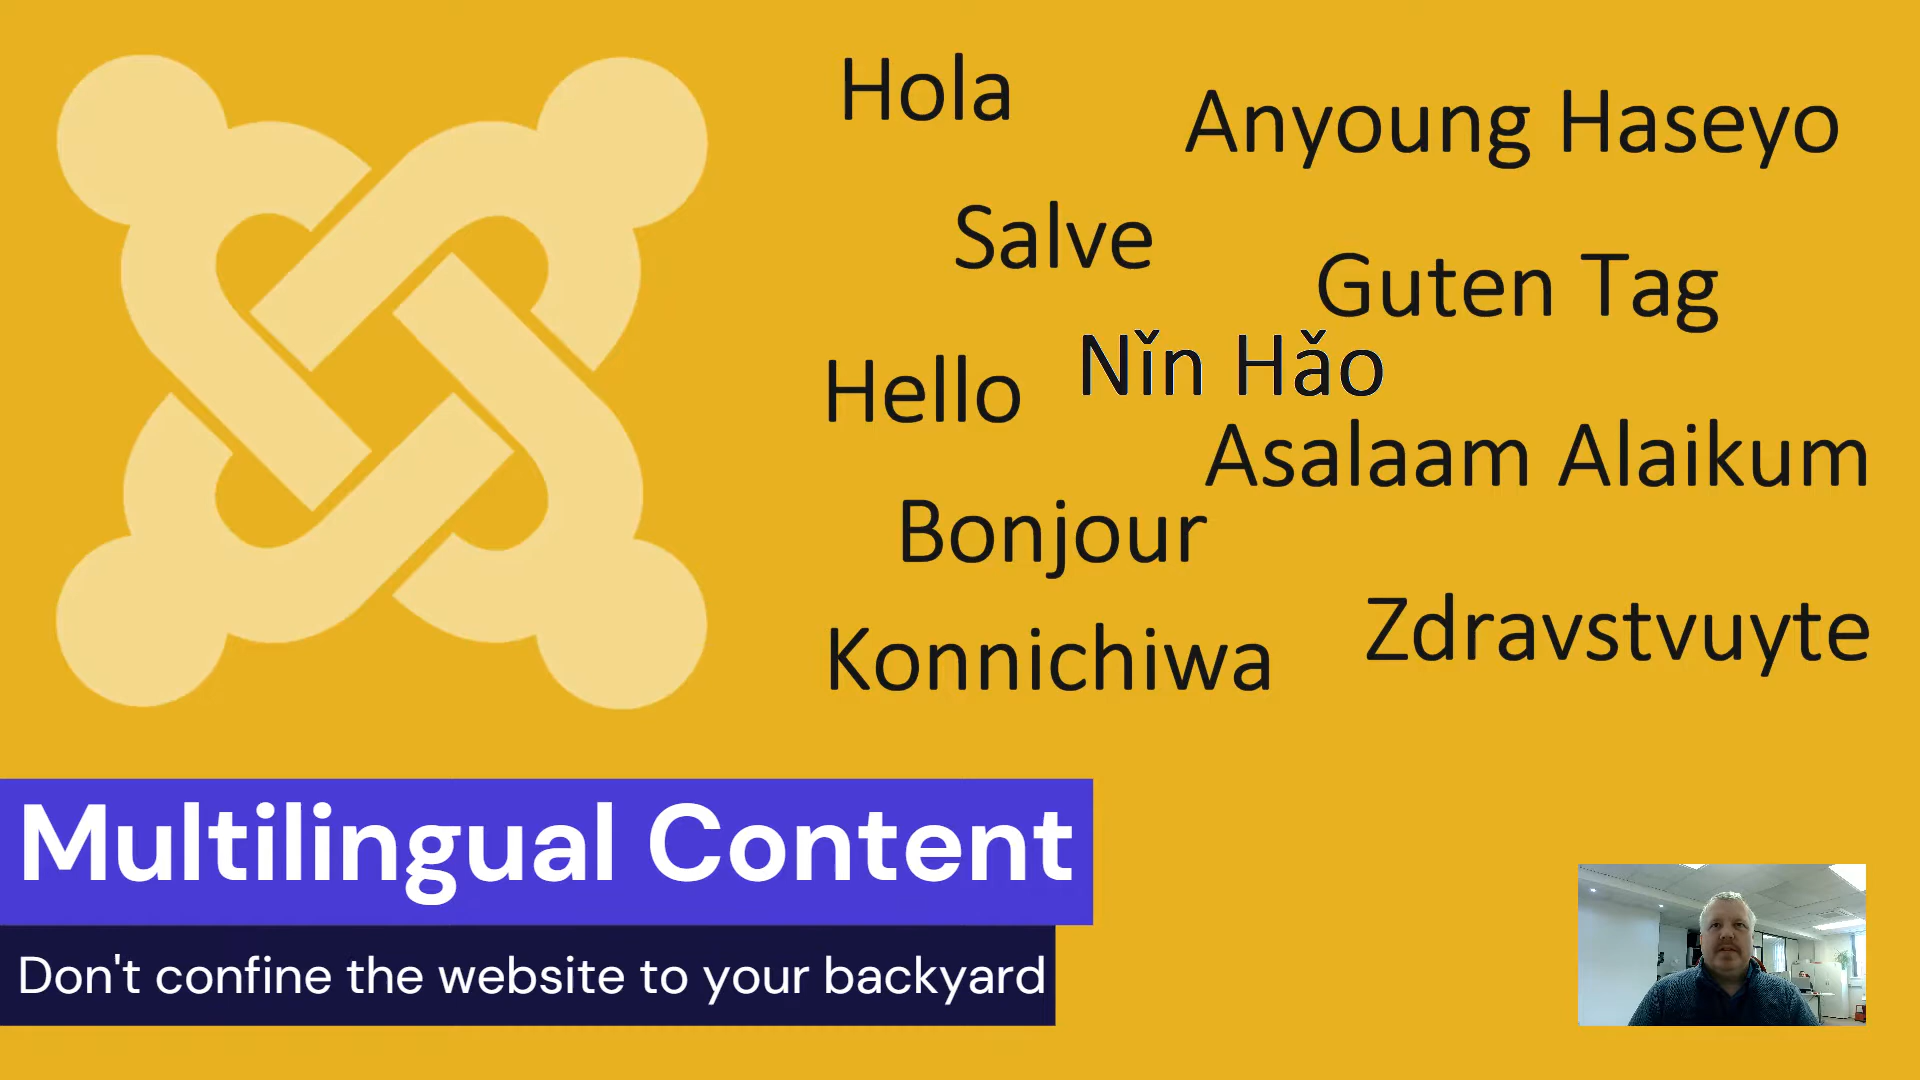 Hola
Anyoung Haseyo
Salve
Guten Tag
Nǐn Hǎo
Hello
Asalaam Alaikum
Bonjour
Zdravstvuyte
Konnichiwa
Multilingual Content
Don't confine the website to your backyard